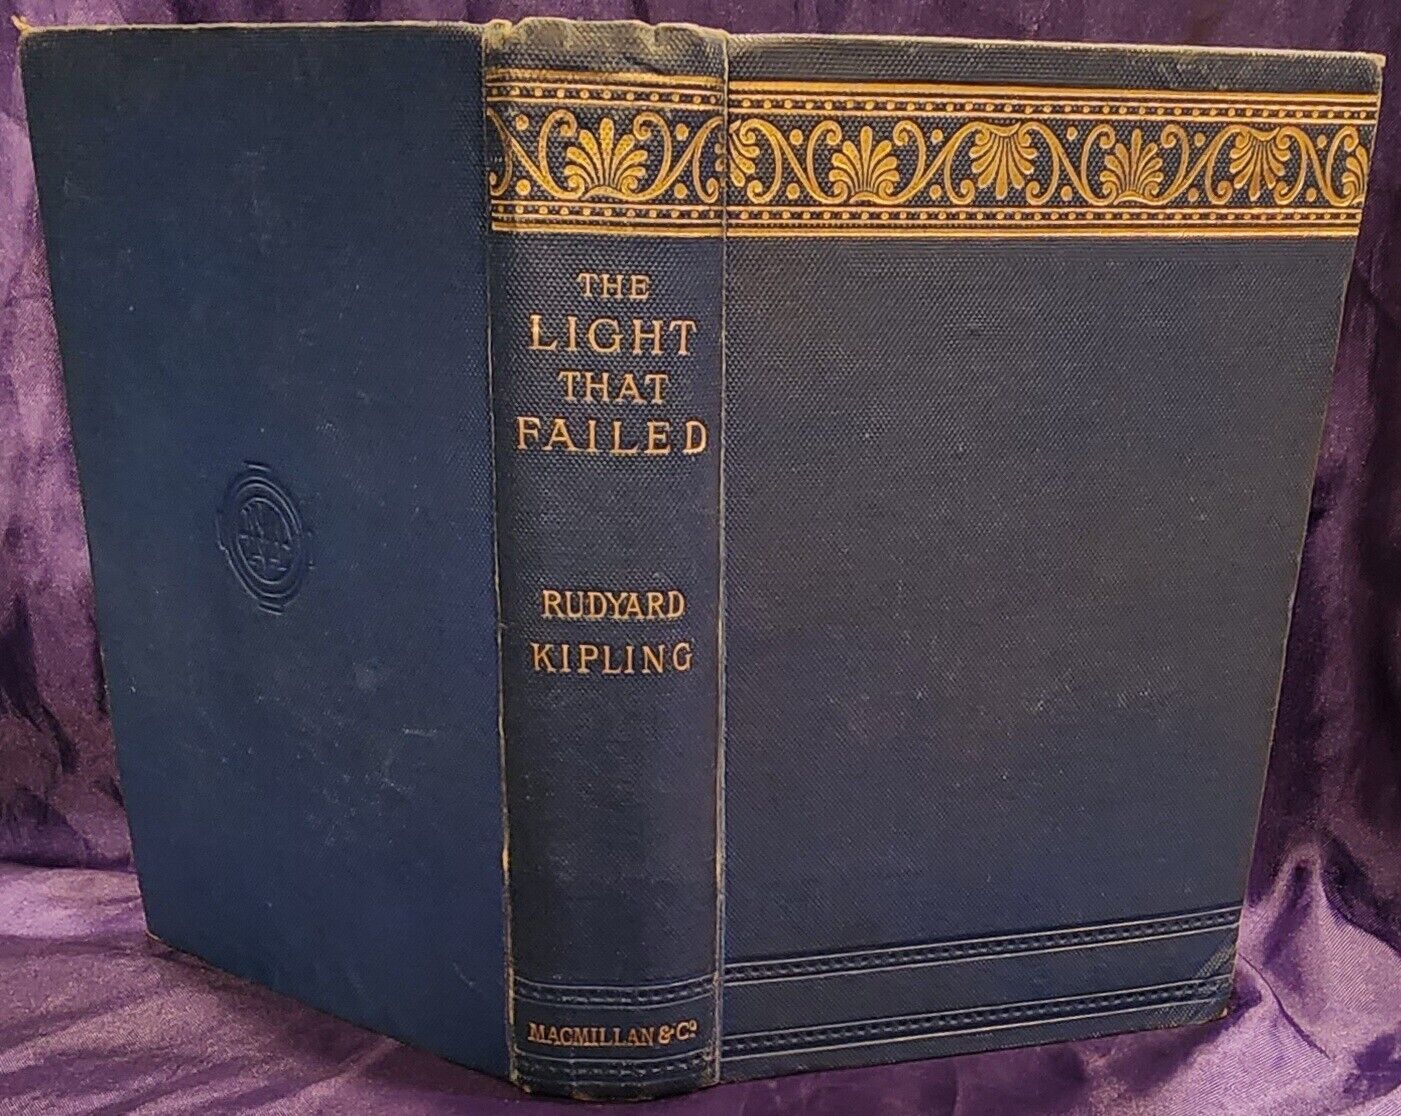 THE
LIGHT
THAT
FAILED
RUDYARD
KIPLING
MACMILLAN & Cº